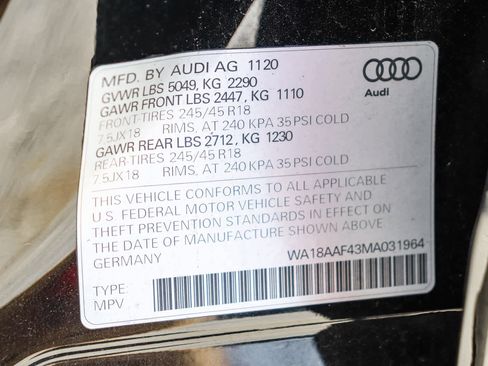 MFD. BY AUDI AG 1120
GVWR LBS 5049, KG 2290
GAWR FRONT LBS 2447, KG 1110
FRONT-TIRES 245/45 R18
7.5JX18 RIMS, AT 240 KPA 35 PSI COLD
GAWR REAR LBS 2712, KG 1230
REAR-TIRES 245/45 R18
7.5JX18 RIMS, AT 240 KPA 35 PSI COLD
Audi
THIS VEHICLE CONFORMS TO ALL APPLICABLE
U.S. FEDERAL MOTOR VEHICLE SAFETY AND
THEFT PREVENTION STANDARDS IN EFFECT ON
THE DATE OF MANUFACTURE SHOWN ABOVE.
GERMANY WA18AAF43MA031964
TYPE:
MPV